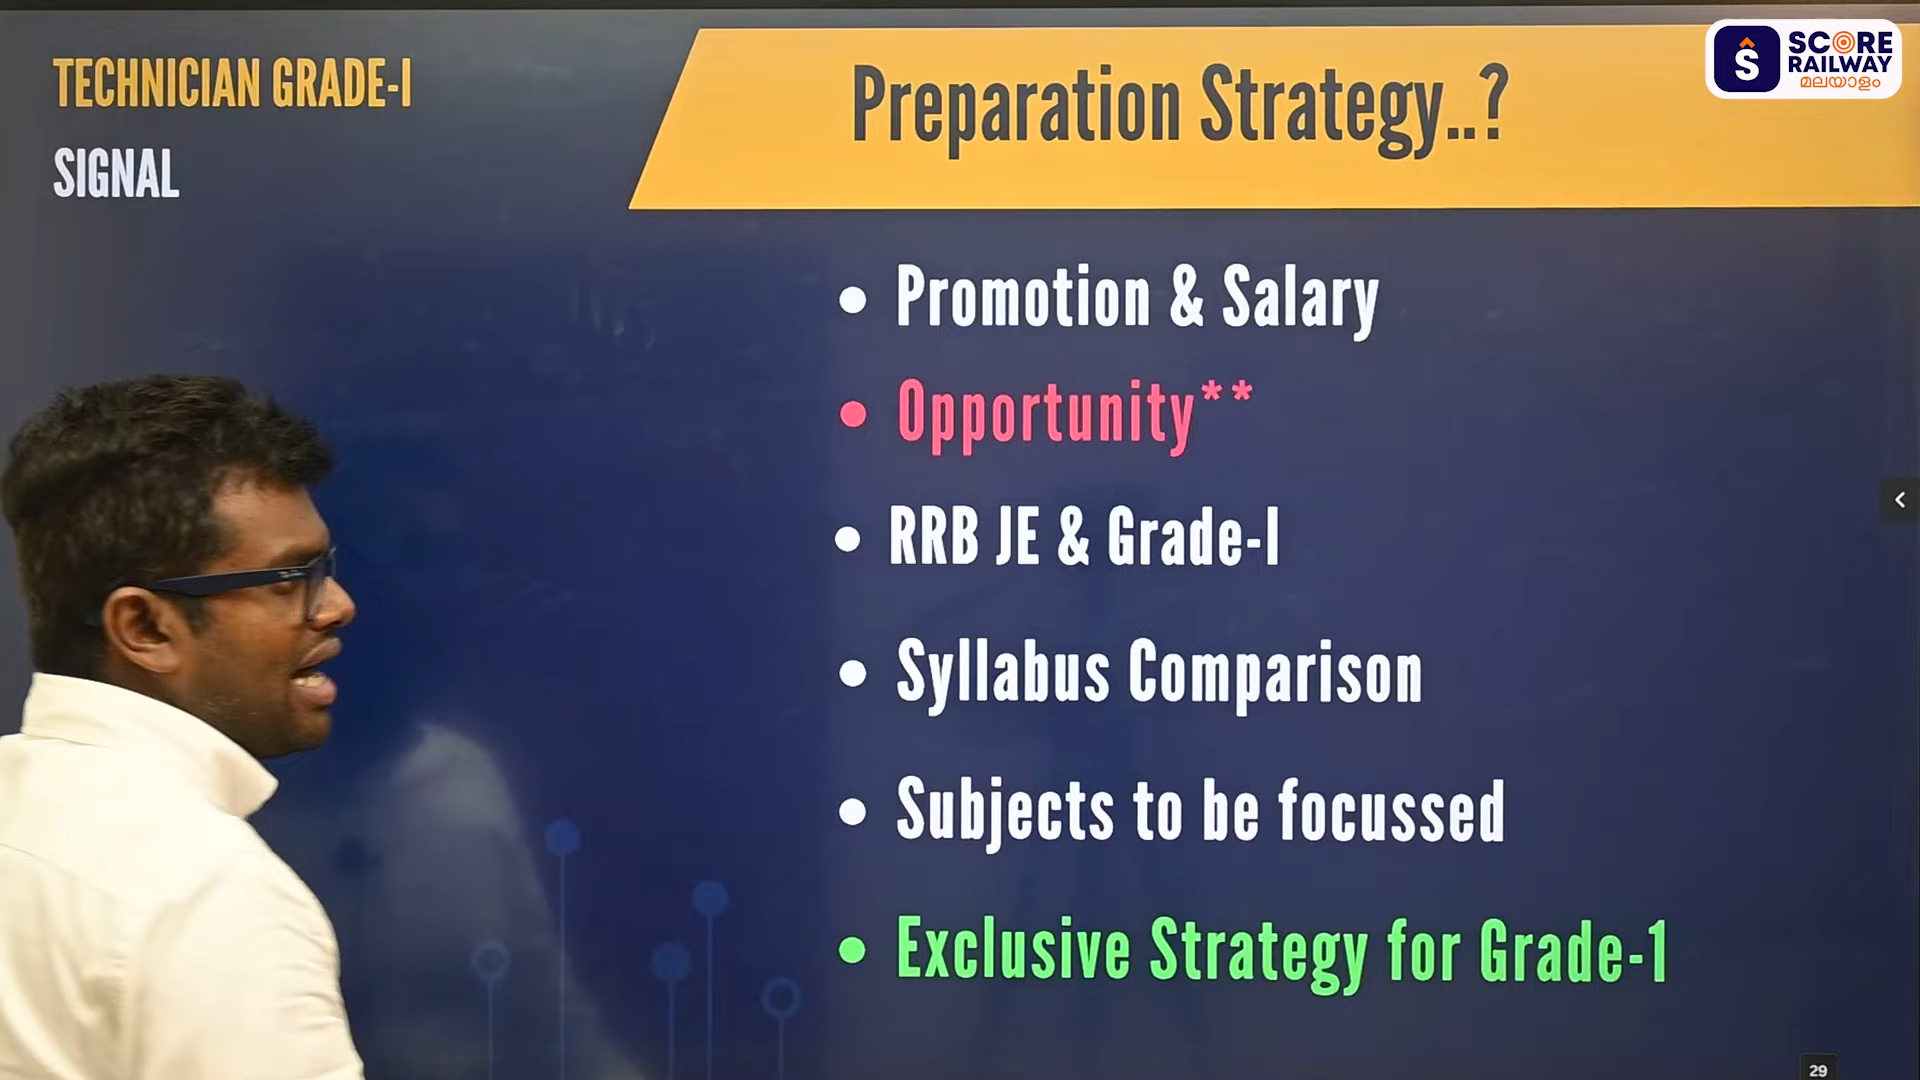 TECHNICIAN GRADE-I
SIGNAL
Preparation Strategy..?
SCORE
RAILWAY
മലയാളം
• Promotion & Salary
• Opportunity**
• RRB JE & Grade-I
• Syllabus Comparison
• Subjects to be focussed
• Exclusive Strategy for Grade-1
29